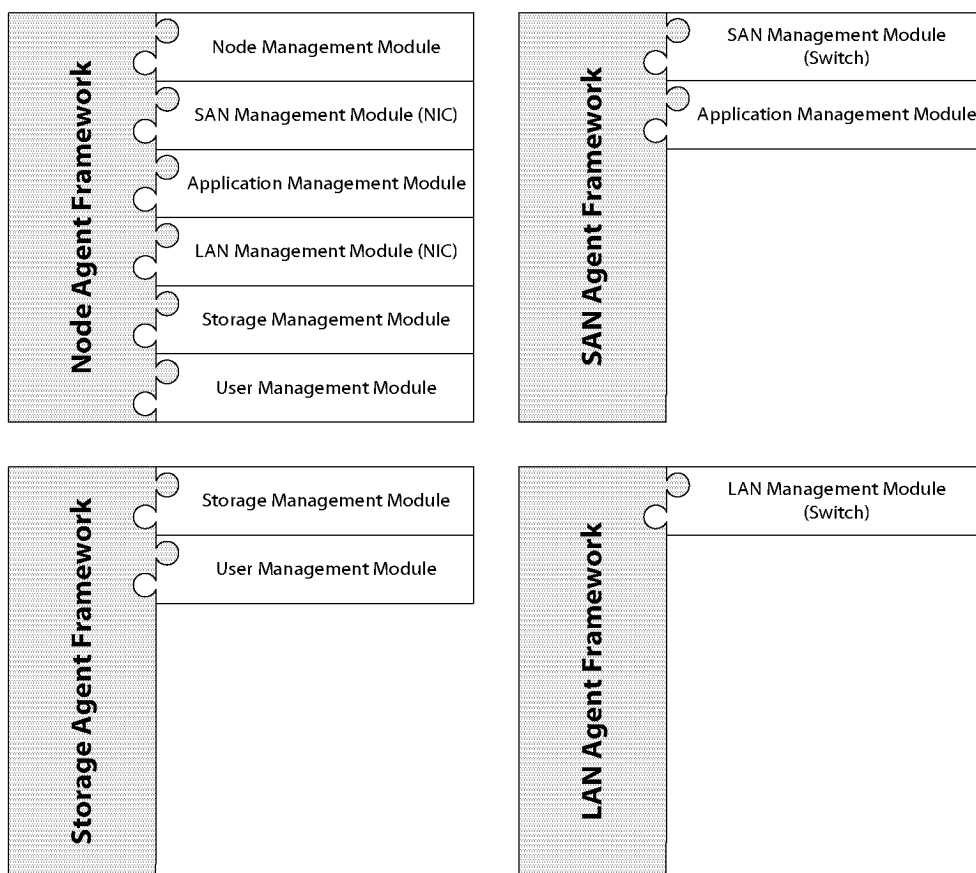 Node Agent Framework
Node Management Module
SAN Management Module (NIC)
Application Management Module
LAN Management Module (NIC)
Storage Management Module
User Management Module
SAN Agent Framework
SAN Management Module
(Switch)
Application Management Module
Storage Agent Framework
Storage Management Module
User Management Module
LAN Agent Framework
LAN Management Module
(Switch)